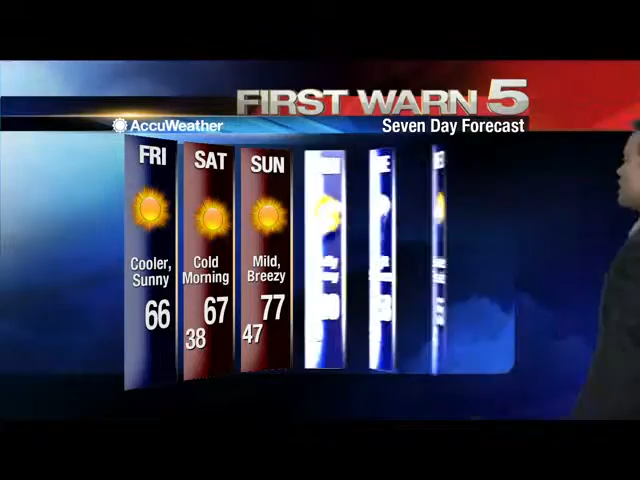 FIRST WARN 5
AccuWeather
Seven Day Forecast
FRI
SAT
SUN
Cooler,
Sunny
Cold
Morning
Mild,
Breezy
66
67
77
38
47